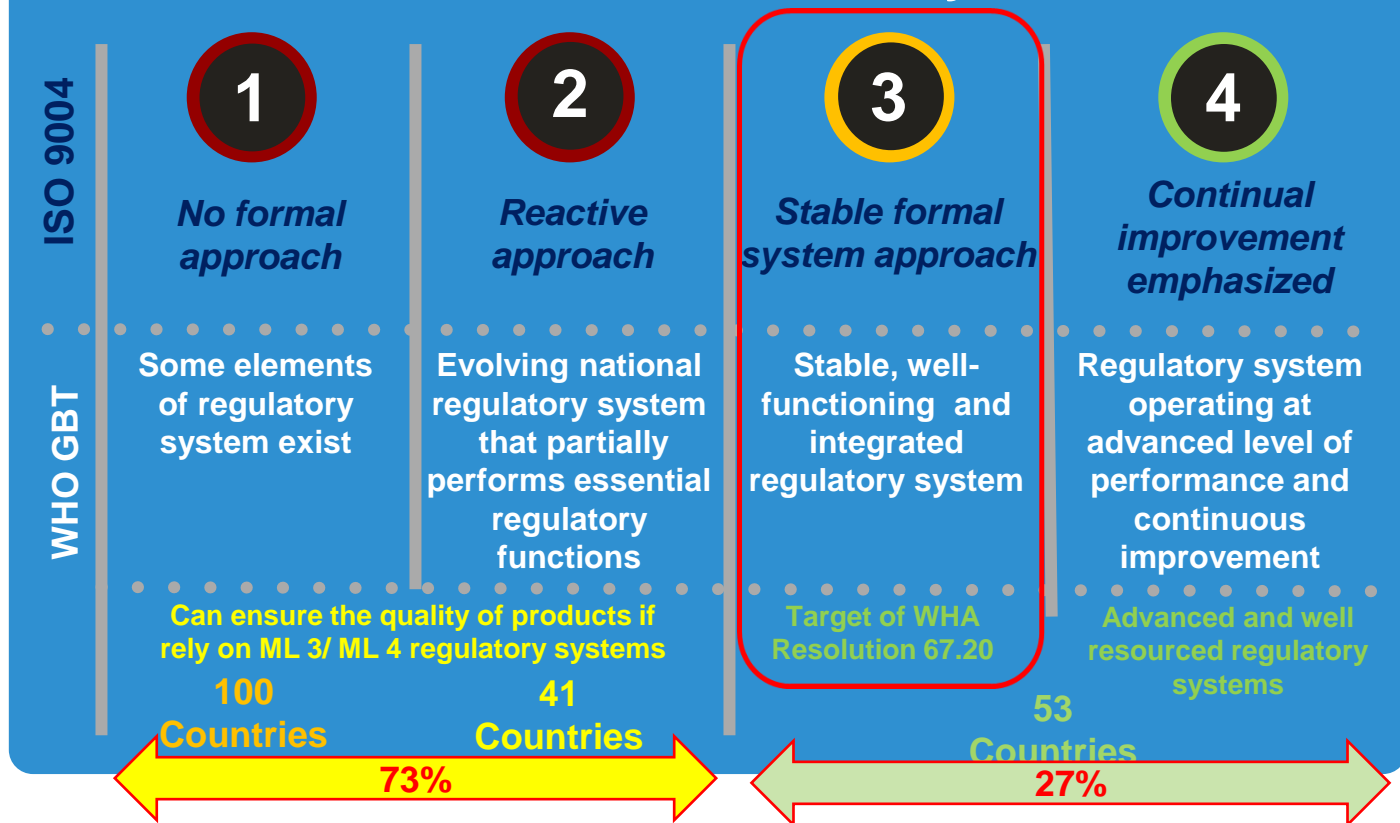 ISO 9004
1
2
3
4
No formal
approach
Reactive
approach
Stable formal
system approach
Continual
improvement
emphasized
WHO GBT
Some elements
of regulatory
system exist
Evolving national
regulatory system
that partially
performs essential
regulatory
functions
Stable, well-
functioning and
integrated
regulatory system
Regulatory system
operating at
advanced level of
performance and
continuous
improvement
Can ensure the quality of products if
rely on ML 3/ ML 4 regulatory systems
Target of WHA
Resolution 67.20
Advanced and well
resourced regulatory
systems
100
Countries
41
Countries
53
Countries
73%
27%